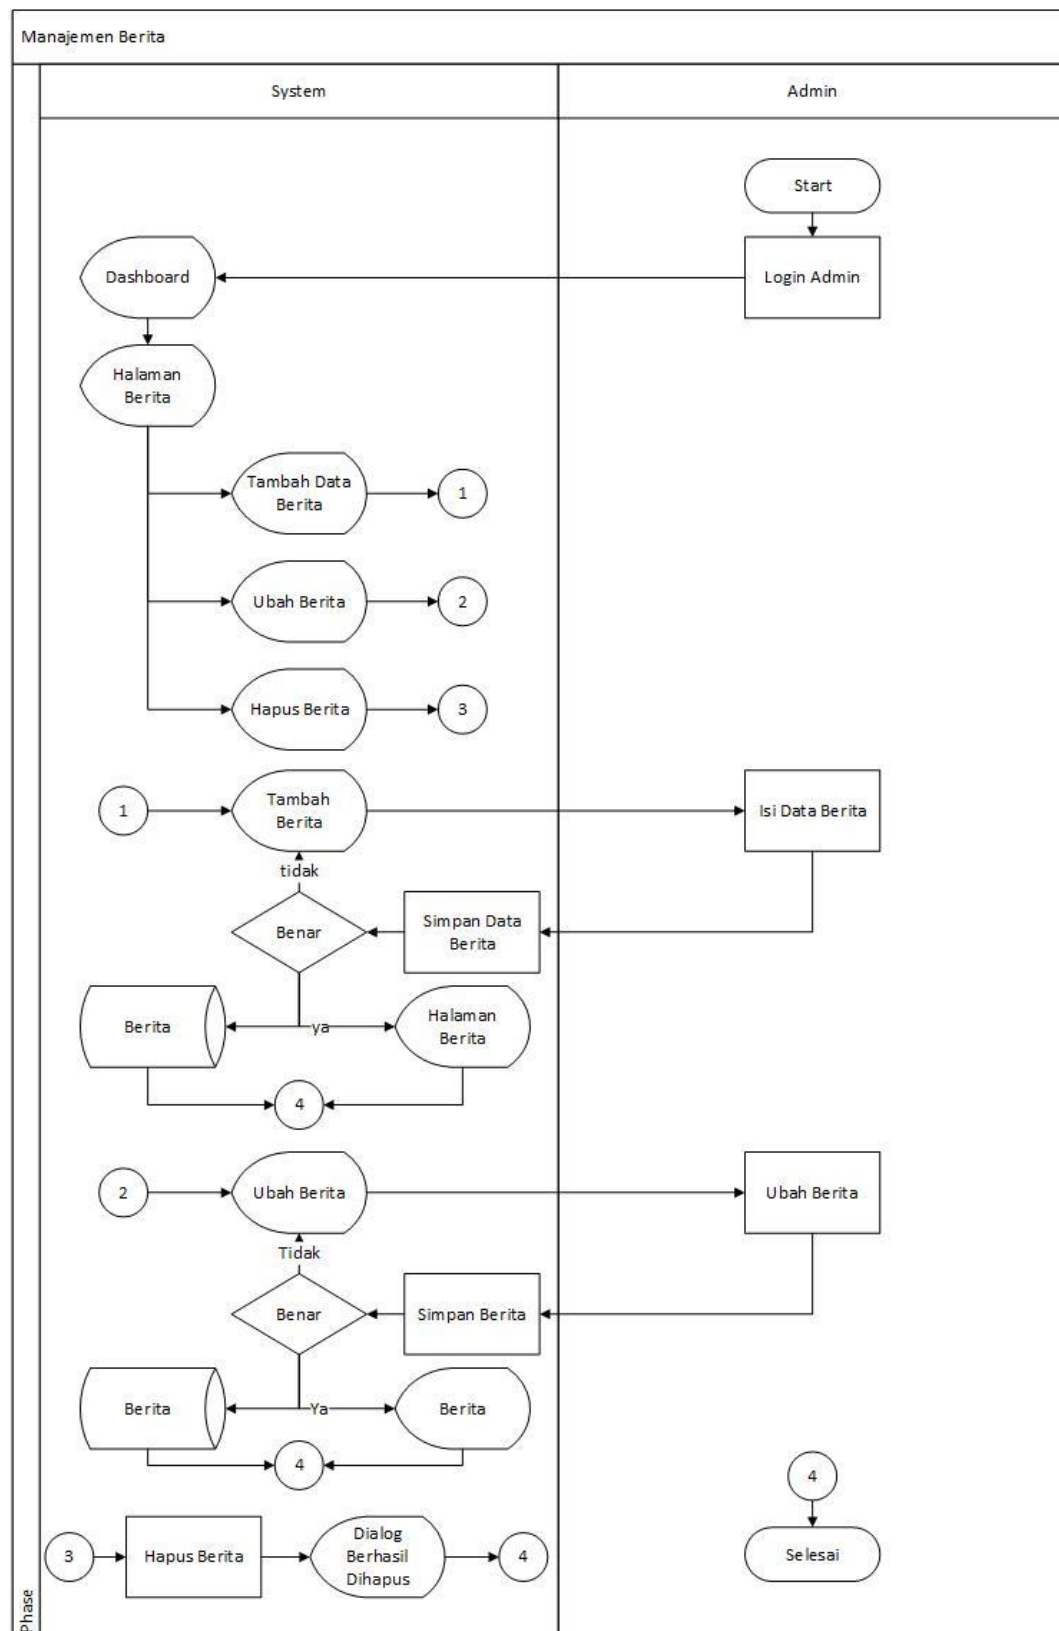 Manajemen Berita
System
Admin
Start
Dashboard
Login Admin
Halaman
Berita
Tambah Data
Berita
1
Ubah Berita
2
Hapus Berita
3
1
Tambah
Berita
Isi Data Berita
tidak
Benar
Simpan Data
Berita
Berita
ya
Halaman
Berita
4
2
Ubah Berita
Ubah Berita
Tidak
Benar
Simpan Berita
Berita
Ya
Berita
4
4
3
Hapus Berita
Dialog
Berhasil
Dihapus
4
Selesai
Phase